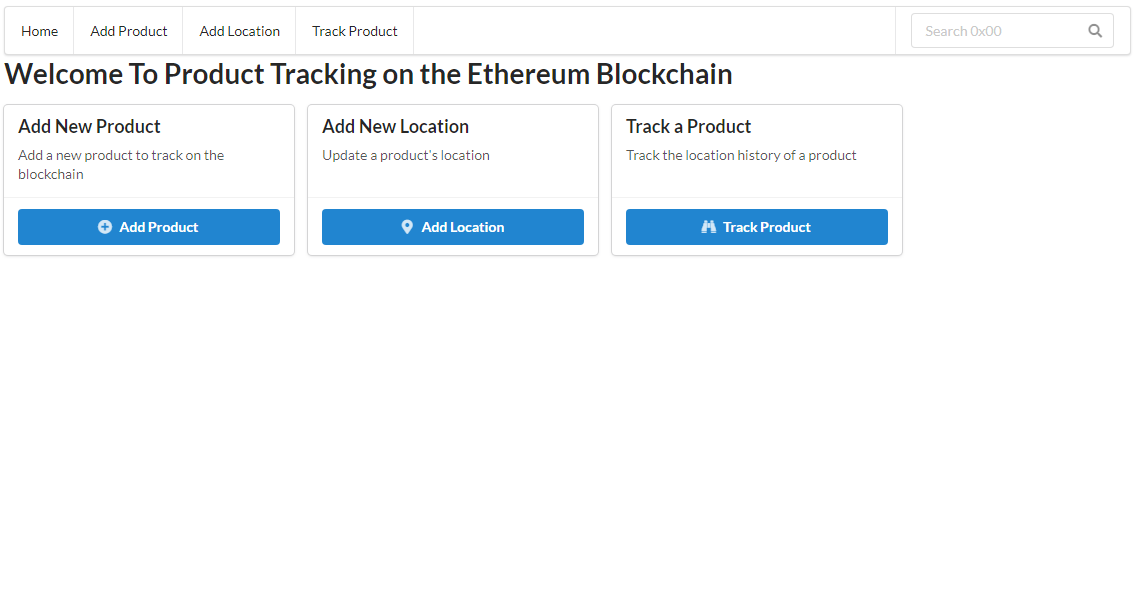 Home Add Product Add Location Track Product Search 0x00
Welcome To Product Tracking on the Ethereum Blockchain
Add New Product
Add a new product to track on the
blockchain
Add Product
Add New Location
Update a product's location
Add Location
Track a Product
Track the location history of a product
Track Product